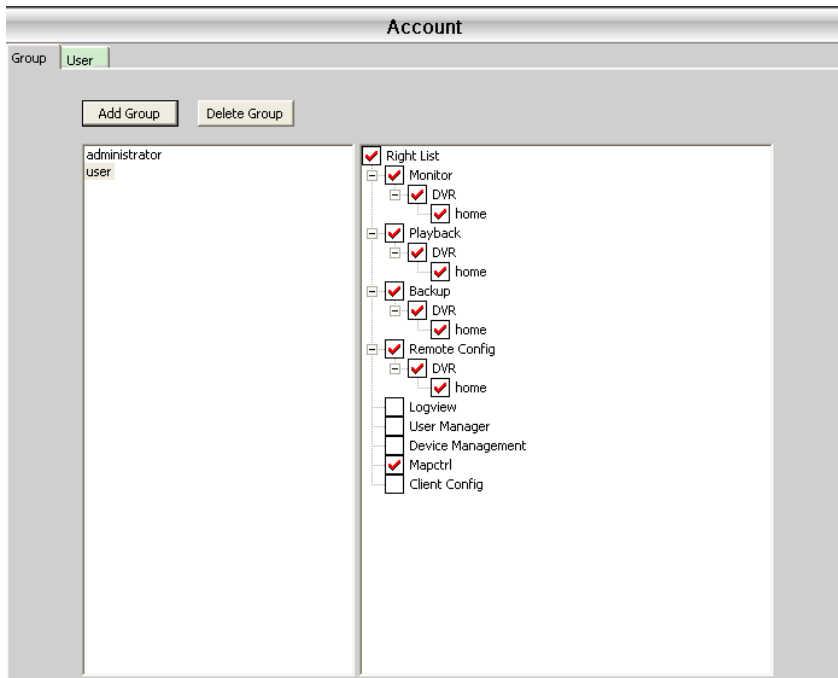 Account
Group User
Add Group Delete Group
administrator
user
Right List
Monitor
DVR
home
Playback
DVR
home
Backup
DVR
home
Remote Config
DVR
home
Logview
User Manager
Device Management
Mapctrl
Client Config